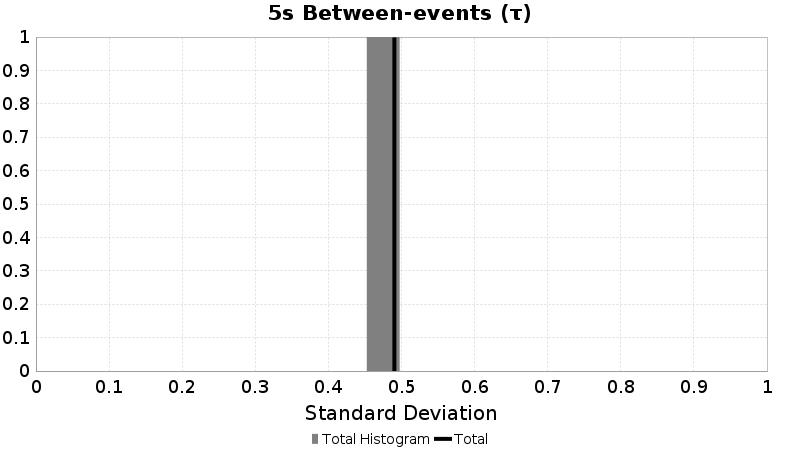 5s Between-events (τ)
1
0.9
0.8
0.7
0.6
0.5
0.4
0.3
0.2
0.1
0
0 0.1 0.2 0.3 0.4 0.5 0.6 0.7 0.8 0.9 1
Standard Deviation
Total Histogram Total